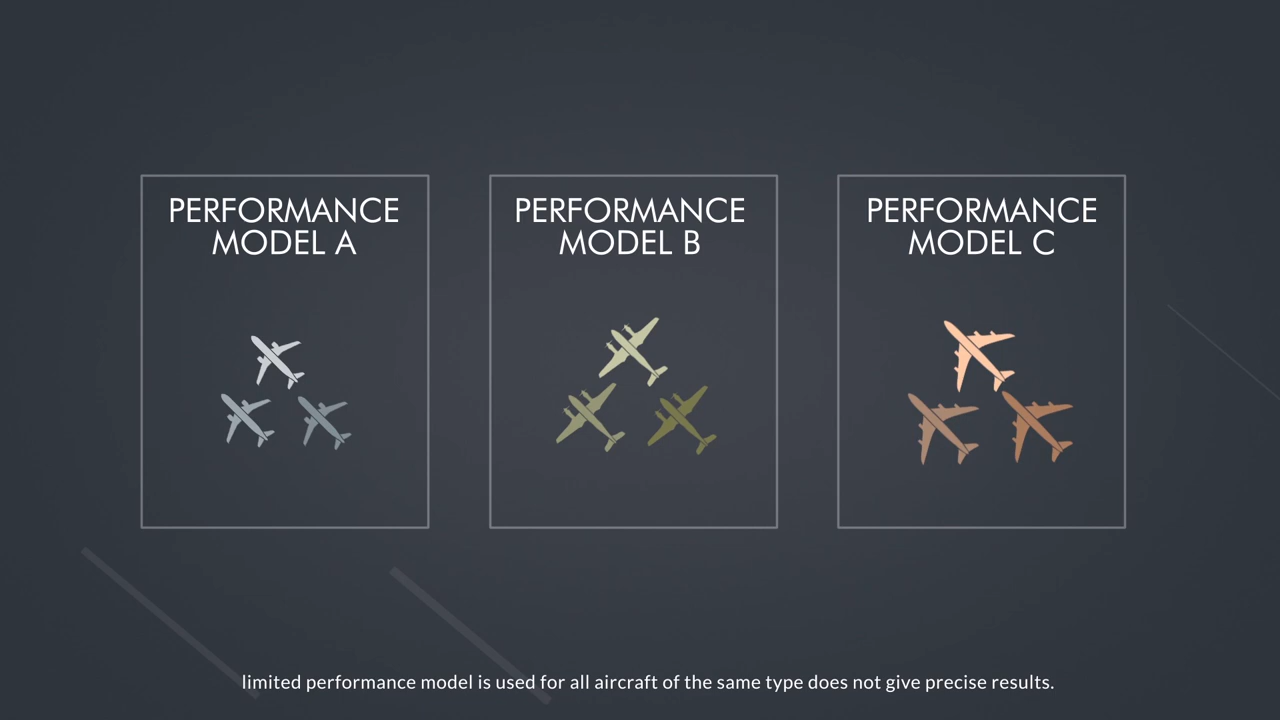 PERFORMANCE
MODEL A
PERFORMANCE
MODEL B
PERFORMANCE
MODEL C
limited performance model is used for all aircraft of the same type does not give precise results.